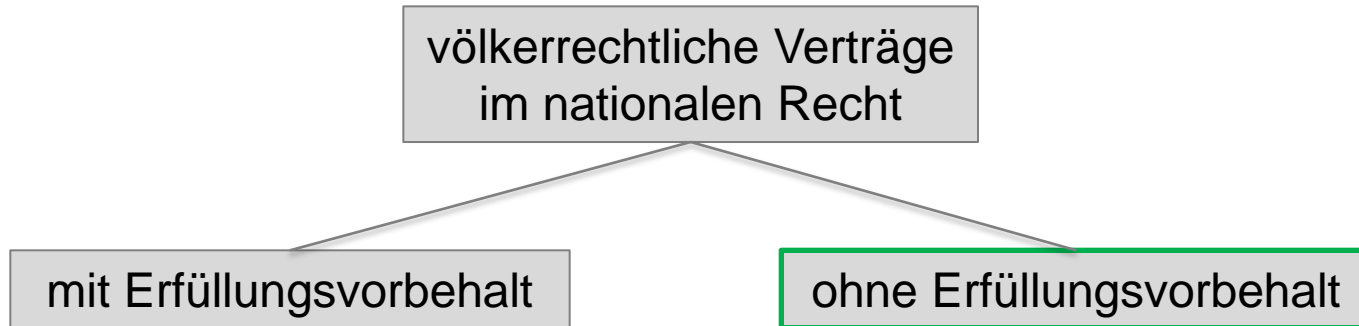 völkerrechtliche Verträge
im nationalen Recht
mit Erfüllungsvorbehalt
ohne Erfüllungsvorbehalt